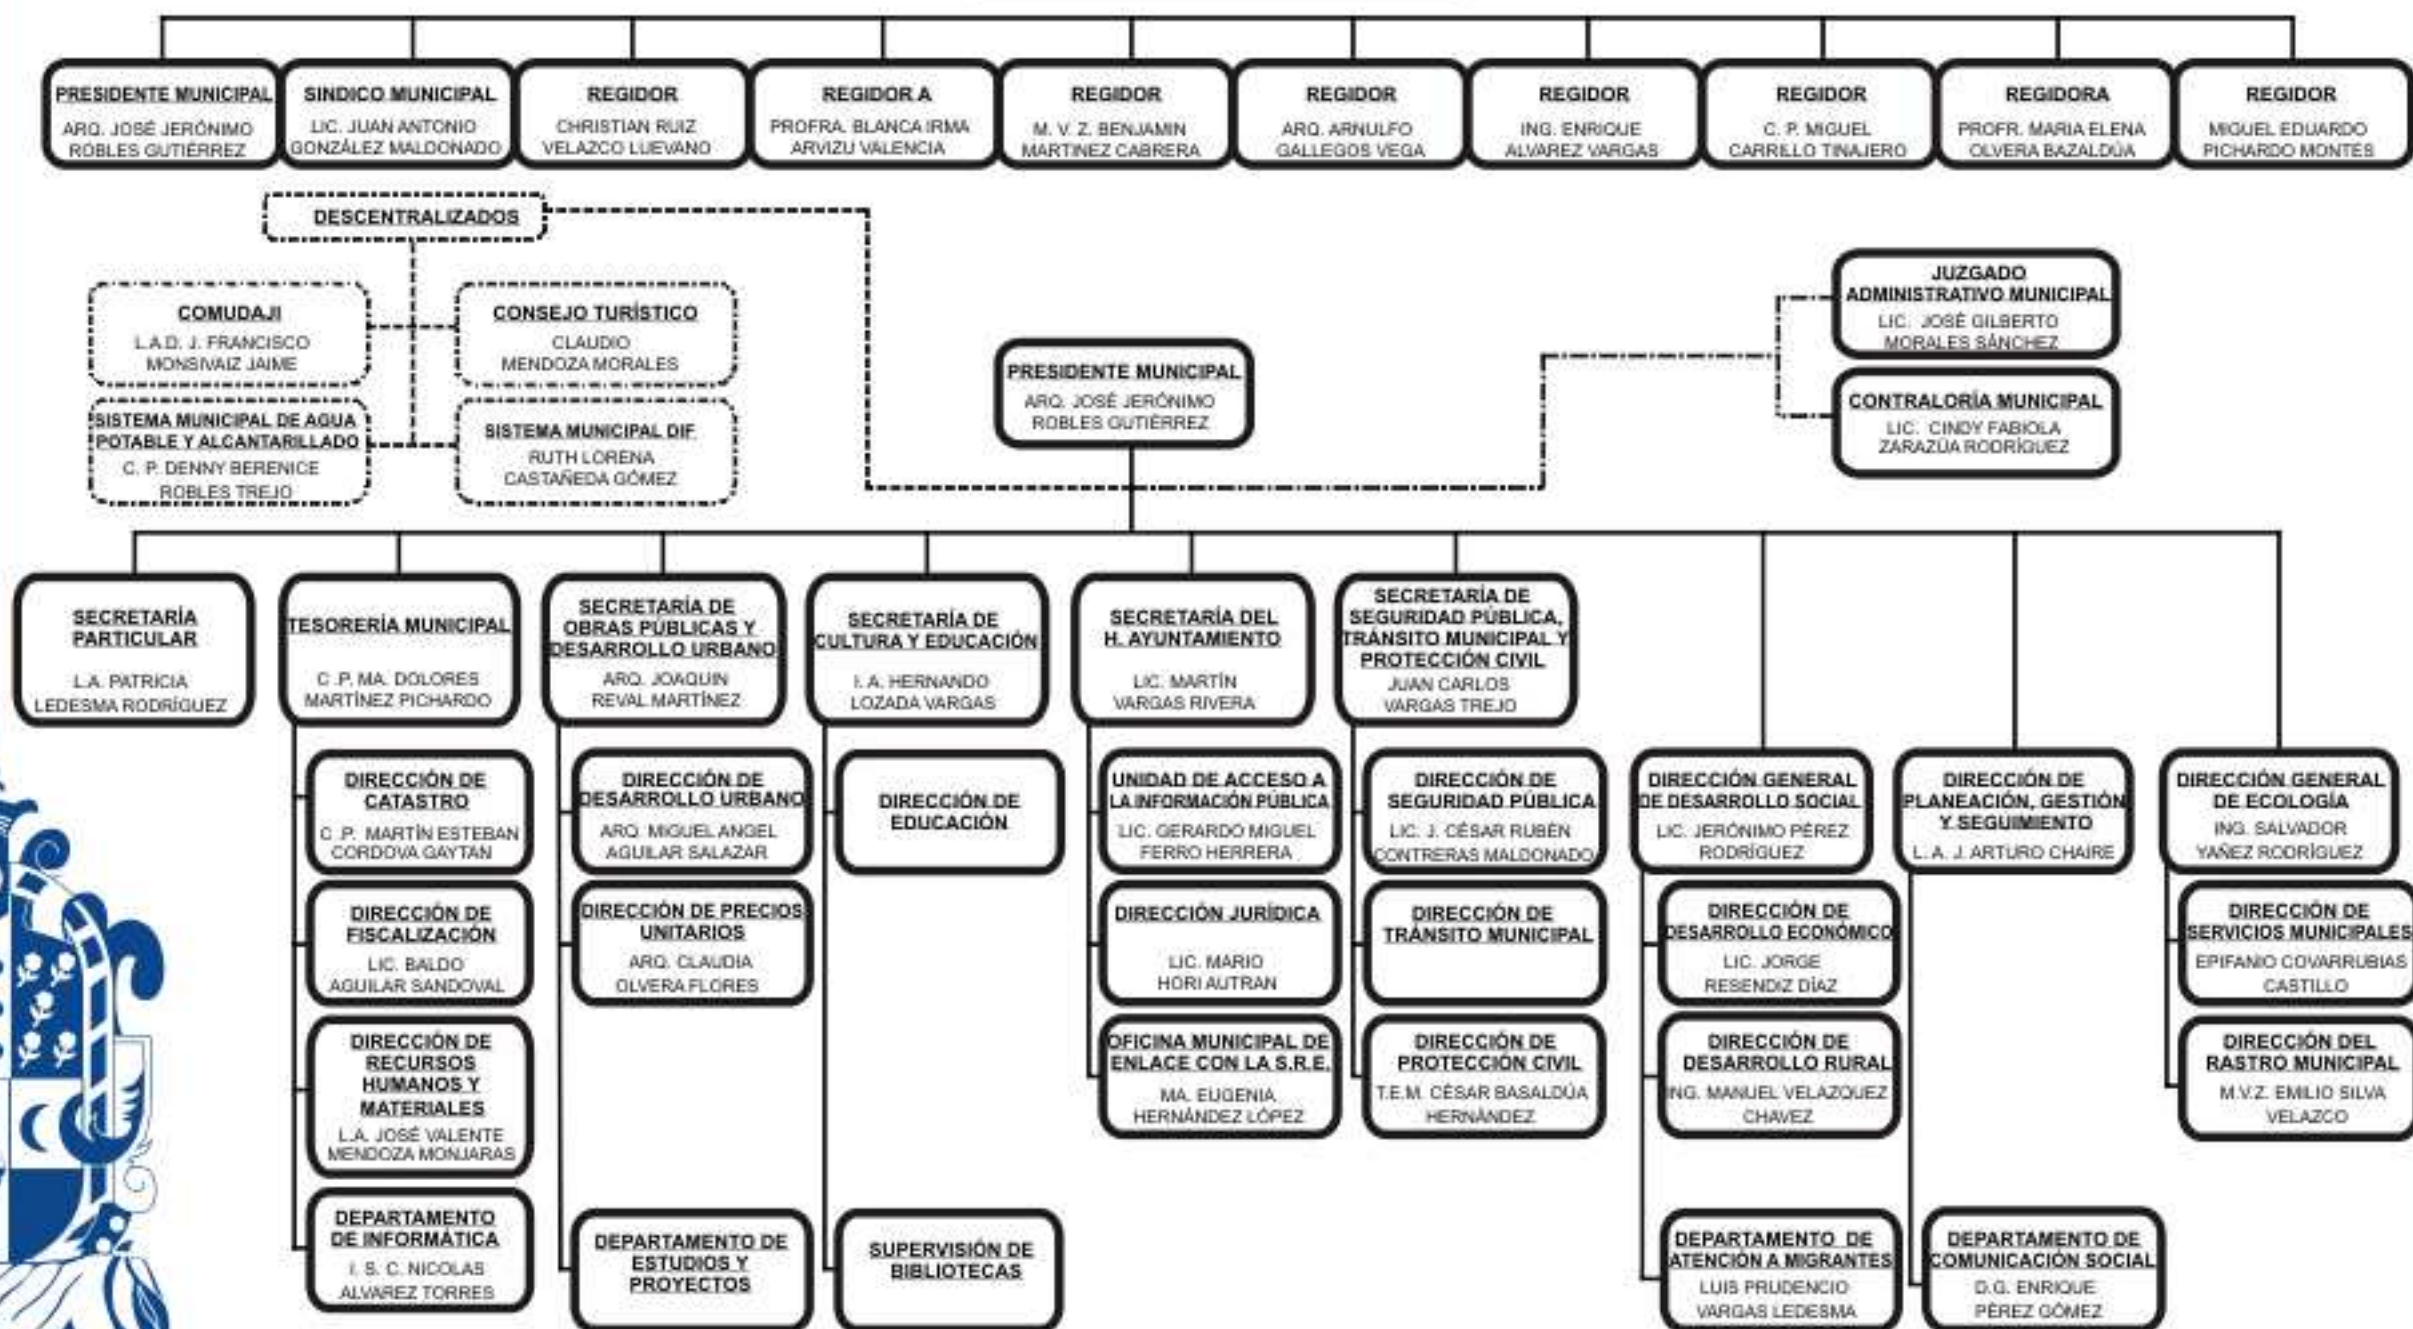 PRESIDENTE MUNICIPAL
ARQ. JOSÉ JERÓNIMO
ROBLES GUTIÉRREZ
SINDICO MUNICIPAL
LIC. JUAN ANTONIO
GONZÁLEZ MALDONADO
REGIDOR
CHRISTIAN RUIZ
VELAZCO LUEVANO
REGIDOR A
PROFRA. BLANCA IRMA
ARVIZU VALENCIA
REGIDOR
M. V. Z. BENJAMIN
MARTINEZ CABRERA
REGIDOR
ARQ. ARNULFO
GALLEGOS VEGA
REGIDOR
ING. ENRIQUE
ALVAREZ VARGAS
REGIDOR
C. P. MIGUEL
CARRILLO TINAJERO
REGIDORA
PROFR. MARIA ELENA
OLVERA BAZALDÚA
REGIDOR
MIGUEL EDUARDO
PICHARDO MONTES
DESCENTRALIZADOS
COMUDAJI
L.A.D. J. FRANCISCO
MONSIVAIZ JAIME
CONSEJO TURÍSTICO
CLAUDIO
MENDOZA MORALES
SISTEMA MUNICIPAL DE AGUA
POTABLE Y ALCANTARILLADO
C. P. DENNY BERENICE
ROBLES TREJO
SISTEMA MUNICIPAL DIF
RUTH LORENA
CASTAÑEDA GÓMEZ
PRESIDENTE MUNICIPAL
ARQ. JOSÉ JERÓNIMO
ROBLES GUTIÉRREZ
JUZGADO
ADMINISTRATIVO MUNICIPAL
LIC. JOSÉ GILBERTO
MORALES SÁNCHEZ
CONTRALORÍA MUNICIPAL
LIC. CINDY FABIOLA
ZARAZÚA RODRÍGUEZ
SECRETARÍA
PARTICULAR
L.A. PATRICIA
LEDESMA RODRÍGUEZ
TESORERÍA MUNICIPAL
C .P. MA. DOLORES
MARTÍNEZ PICHARDO
SECRETARÍA DE
OBRAS PÚBLICAS Y
DESARROLLO URBANO
ARQ. JOAQUIN
REVAL MARTÍNEZ
SECRETARÍA DE
CULTURA Y EDUCACIÓN
I. A. HERNANDO
LOZADA VARGAS
SECRETARÍA DEL
H. AYUNTAMIENTO
LIC. MARTÍN
VARGAS RIVERA
SECRETARÍA DE
SEGURIDAD PÚBLICA,
TRÁNSITO MUNICIPAL Y
PROTECCIÓN CIVIL
JUAN CARLOS
VARGAS TREJO
DIRECCIÓN DE
CATASTRO
C .P. MARTÍN ESTEBAN
CORDOVA GAYTAN
DIRECCIÓN DE
DESARROLLO URBANO
ARQ. MIGUEL ANGEL
AGUILAR SALAZAR
DIRECCIÓN DE
EDUCACIÓN
UNIDAD DE ACCESO A
LA INFORMACIÓN PÚBLICA
LIC. GERARDO MIGUEL
FERRO HERRERA
DIRECCIÓN DE
SEGURIDAD PÚBLICA
LIC. J. CÉSAR RUBÉN
CONTRERAS MALDONADO
DIRECCIÓN GENERAL
DE DESARROLLO SOCIAL
LIC. JERÓNIMO PÉREZ
RODRÍGUEZ
DIRECCIÓN DE
PLANEACIÓN, GESTIÓN
Y SEGUIMIENTO
L. A. J. ARTURO CHAIRE
DIRECCIÓN GENERAL
DE ECOLOGÍA
ING. SALVADOR
YAÑEZ RODRÍGUEZ
DIRECCIÓN DE
FISCALIZACIÓN
LIC. BALDO
AGUILAR SANDOVAL
DIRECCIÓN DE PRECIOS
UNITARIOS
ARQ. CLAUDIA
OLVERA FLORES
DIRECCIÓN JURÍDICA
LIC. MARIO
HORI AUTRAN
DIRECCIÓN DE
TRÁNSITO MUNICIPAL
DIRECCIÓN DE
DESARROLLO ECONÓMICO
LIC. JORGE
RESENDIZ DÍAZ
DIRECCIÓN DE
SERVICIOS MUNICIPALES
EPIFANIO COVARRUBIAS
CASTILLO
DIRECCIÓN DE
RECURSOS
HUMANOS Y
MATERIALES
L.A. JOSÉ VALENTE
MENDOZA MONJARAS
OFICINA MUNICIPAL DE
ENLACE CON LA S.R.E.
MA. EUGENIA
HERNÁNDEZ LÓPEZ
DIRECCIÓN DE
PROTECCIÓN CIVIL
T.E.M. CÉSAR BASALDÚA
HERNÁNDEZ
DIRECCIÓN DE
DESARROLLO RURAL
ING. MANUEL VELAZQUEZ
CHAVEZ
DIRECCIÓN DEL
RASTRO MUNICIPAL
M.V.Z. EMILIO SILVA
VELAZCO
DEPARTAMENTO
DE INFORMÁTICA
I. S. C. NICOLAS
ALVAREZ TORRES
DEPARTAMENTO DE
ESTUDIOS Y
PROYECTOS
SUPERVISIÓN DE
BIBLIOTECAS
DEPARTAMENTO DE
ATENCIÓN A MIGRANTES
LUIS PRUDENCIO
VARGAS LEDESMA
DEPARTAMENTO DE
COMUNICACIÓN SOCIAL
D.G. ENRIQUE
PÉREZ GÓMEZ